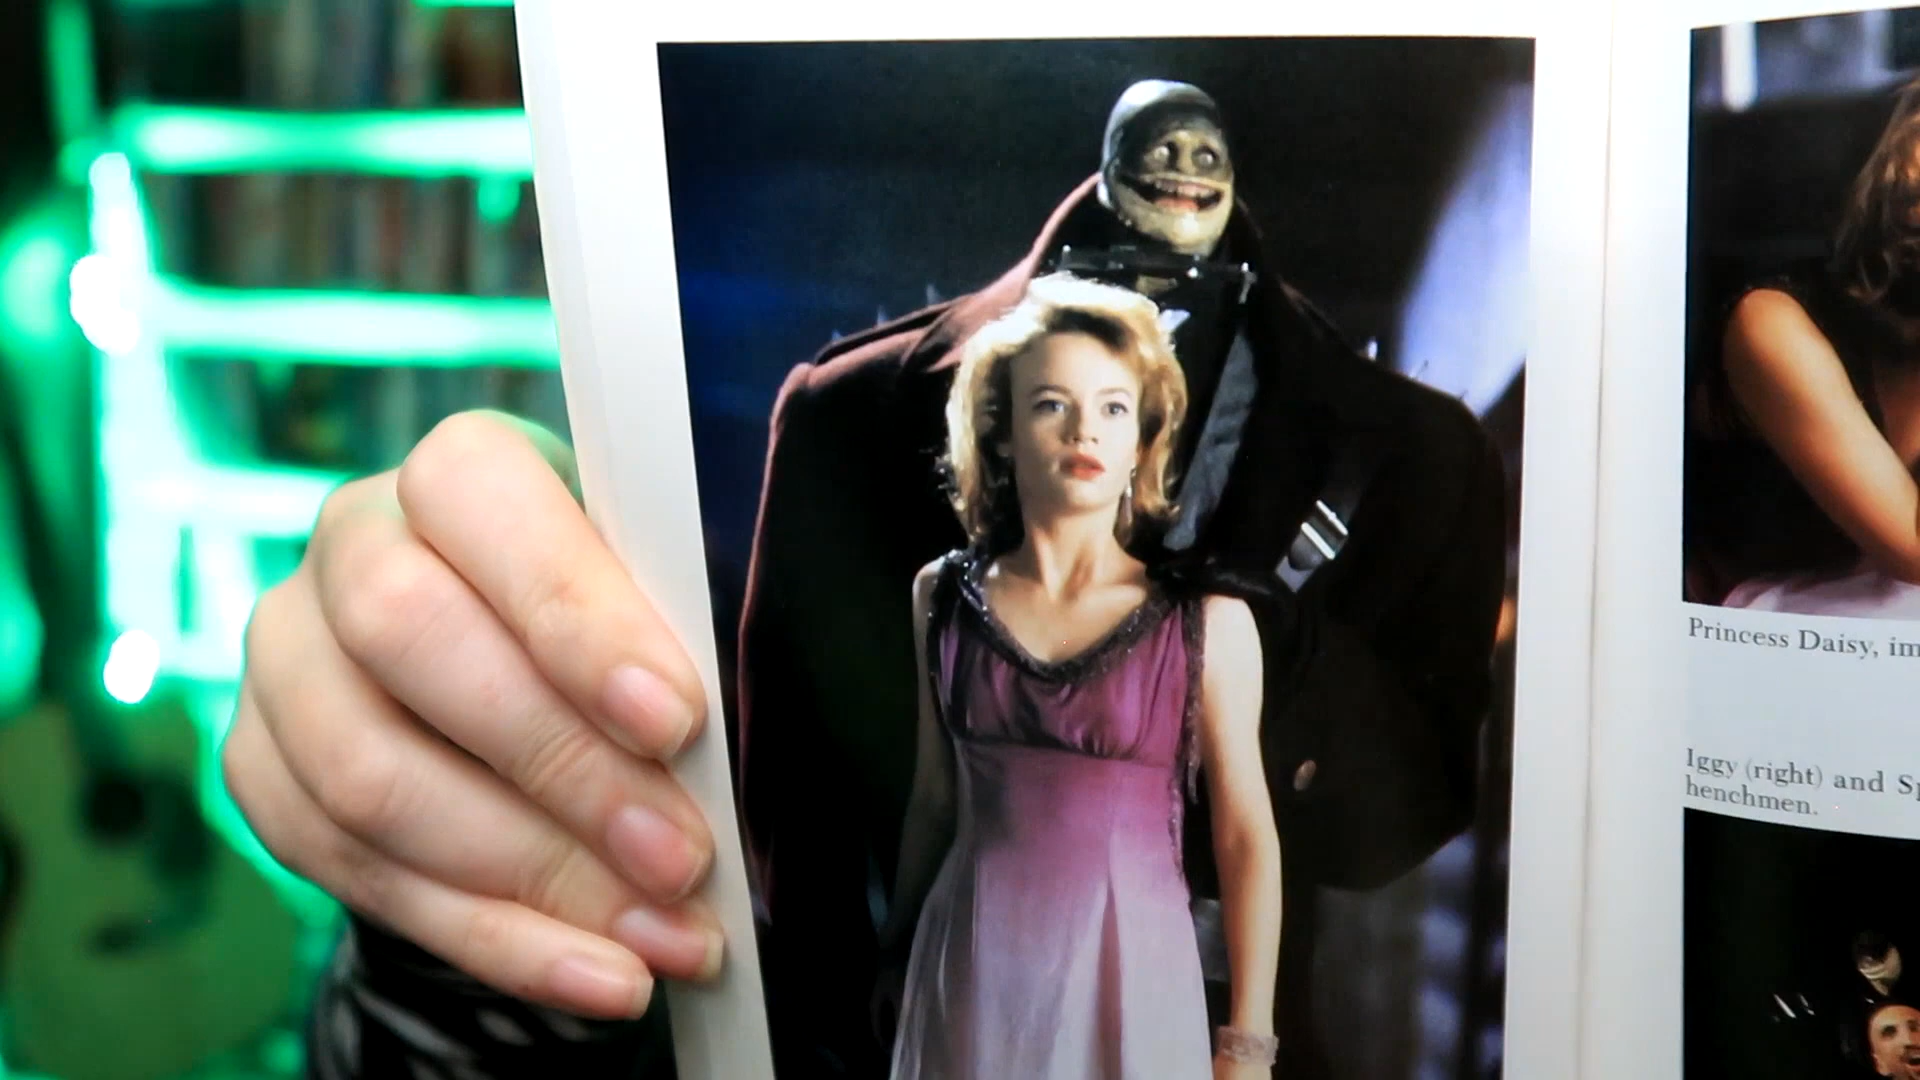 Princess Daisy, im
Iggy (right) and Sp
henchmen.